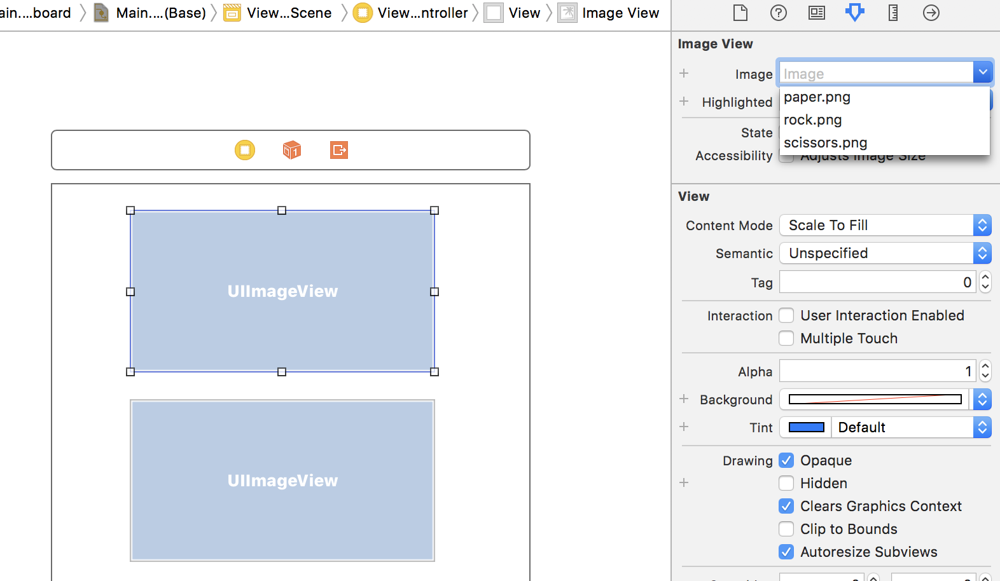 ain....board Main....(Base) View...Scene View...ntroller View Image View
Image View
Image Image
paper.png
Highlighted
rock.png
State
scissors.png
Accessibility Adjusts Image Size
View
Content Mode Scale To Fill
Semantic Unspecified
Tag 0
Interaction User Interaction Enabled
Multiple Touch
Alpha 1
Background
Tint Default
Drawing Opaque
Hidden
Clears Graphics Context
Clip to Bounds
Autoresize Subviews
1
UIImageView
UIImageView